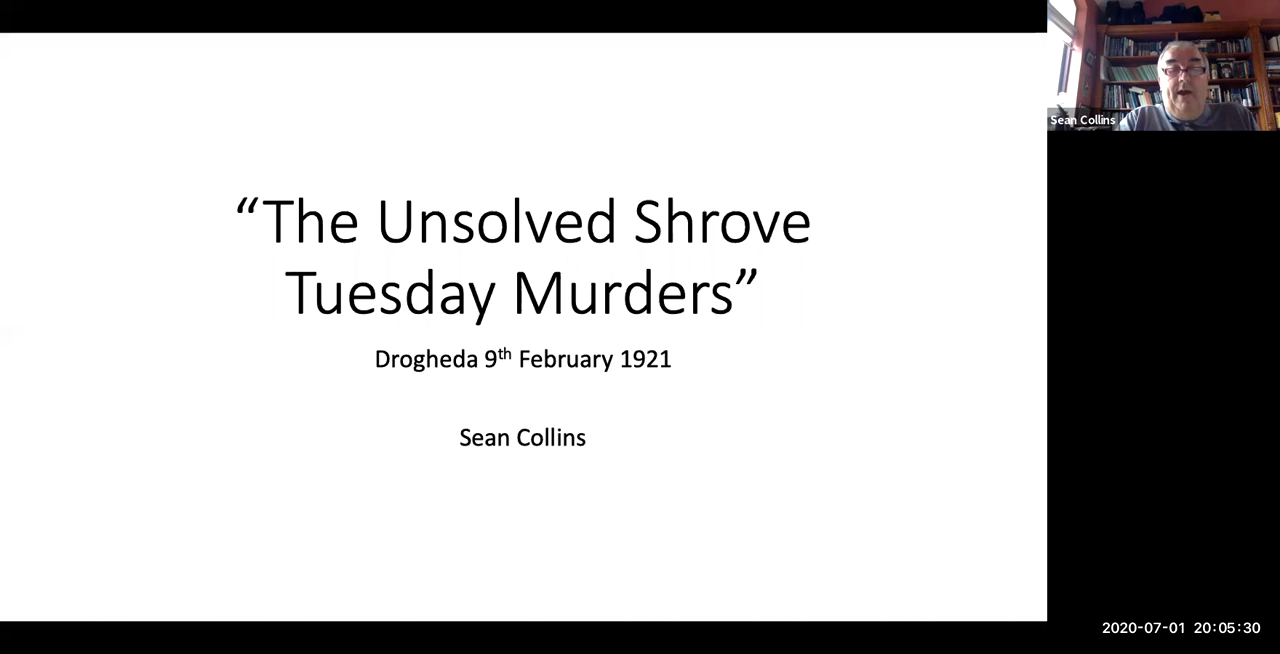 “The Unsolved Shrove
Tuesday Murders”
Drogheda 9th February 1921
Sean Collins
Sean Collins
2020-07-01 20:05:30